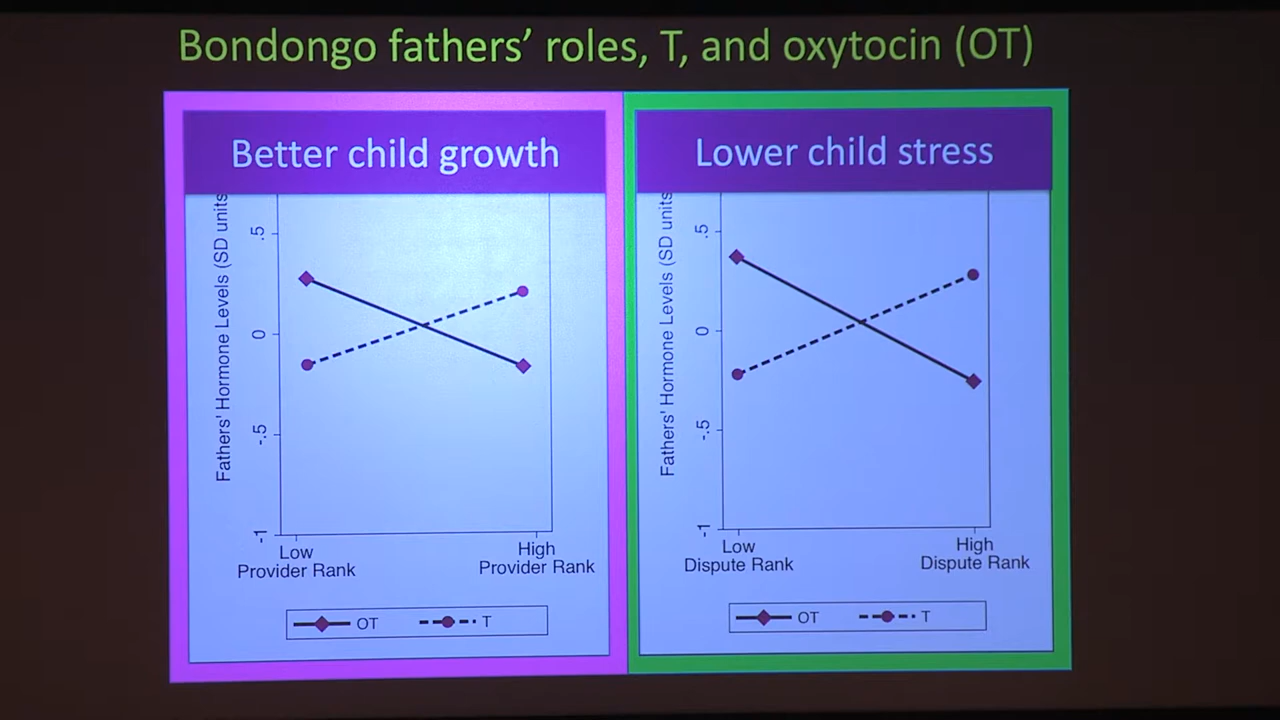 Bondongo fathers' roles, T, and oxytocin (OT)
Better child growth
Fathers' Hormone Levels (SD units
.5
0
-.5
-1
Low
Provider Rank
High
Provider Rank
OT
T
Lower child stress
Fathers' Hormone Levels (SD units
.5
0
-.5
-1
Low
Dispute Rank
High
Dispute Rank
OT
T